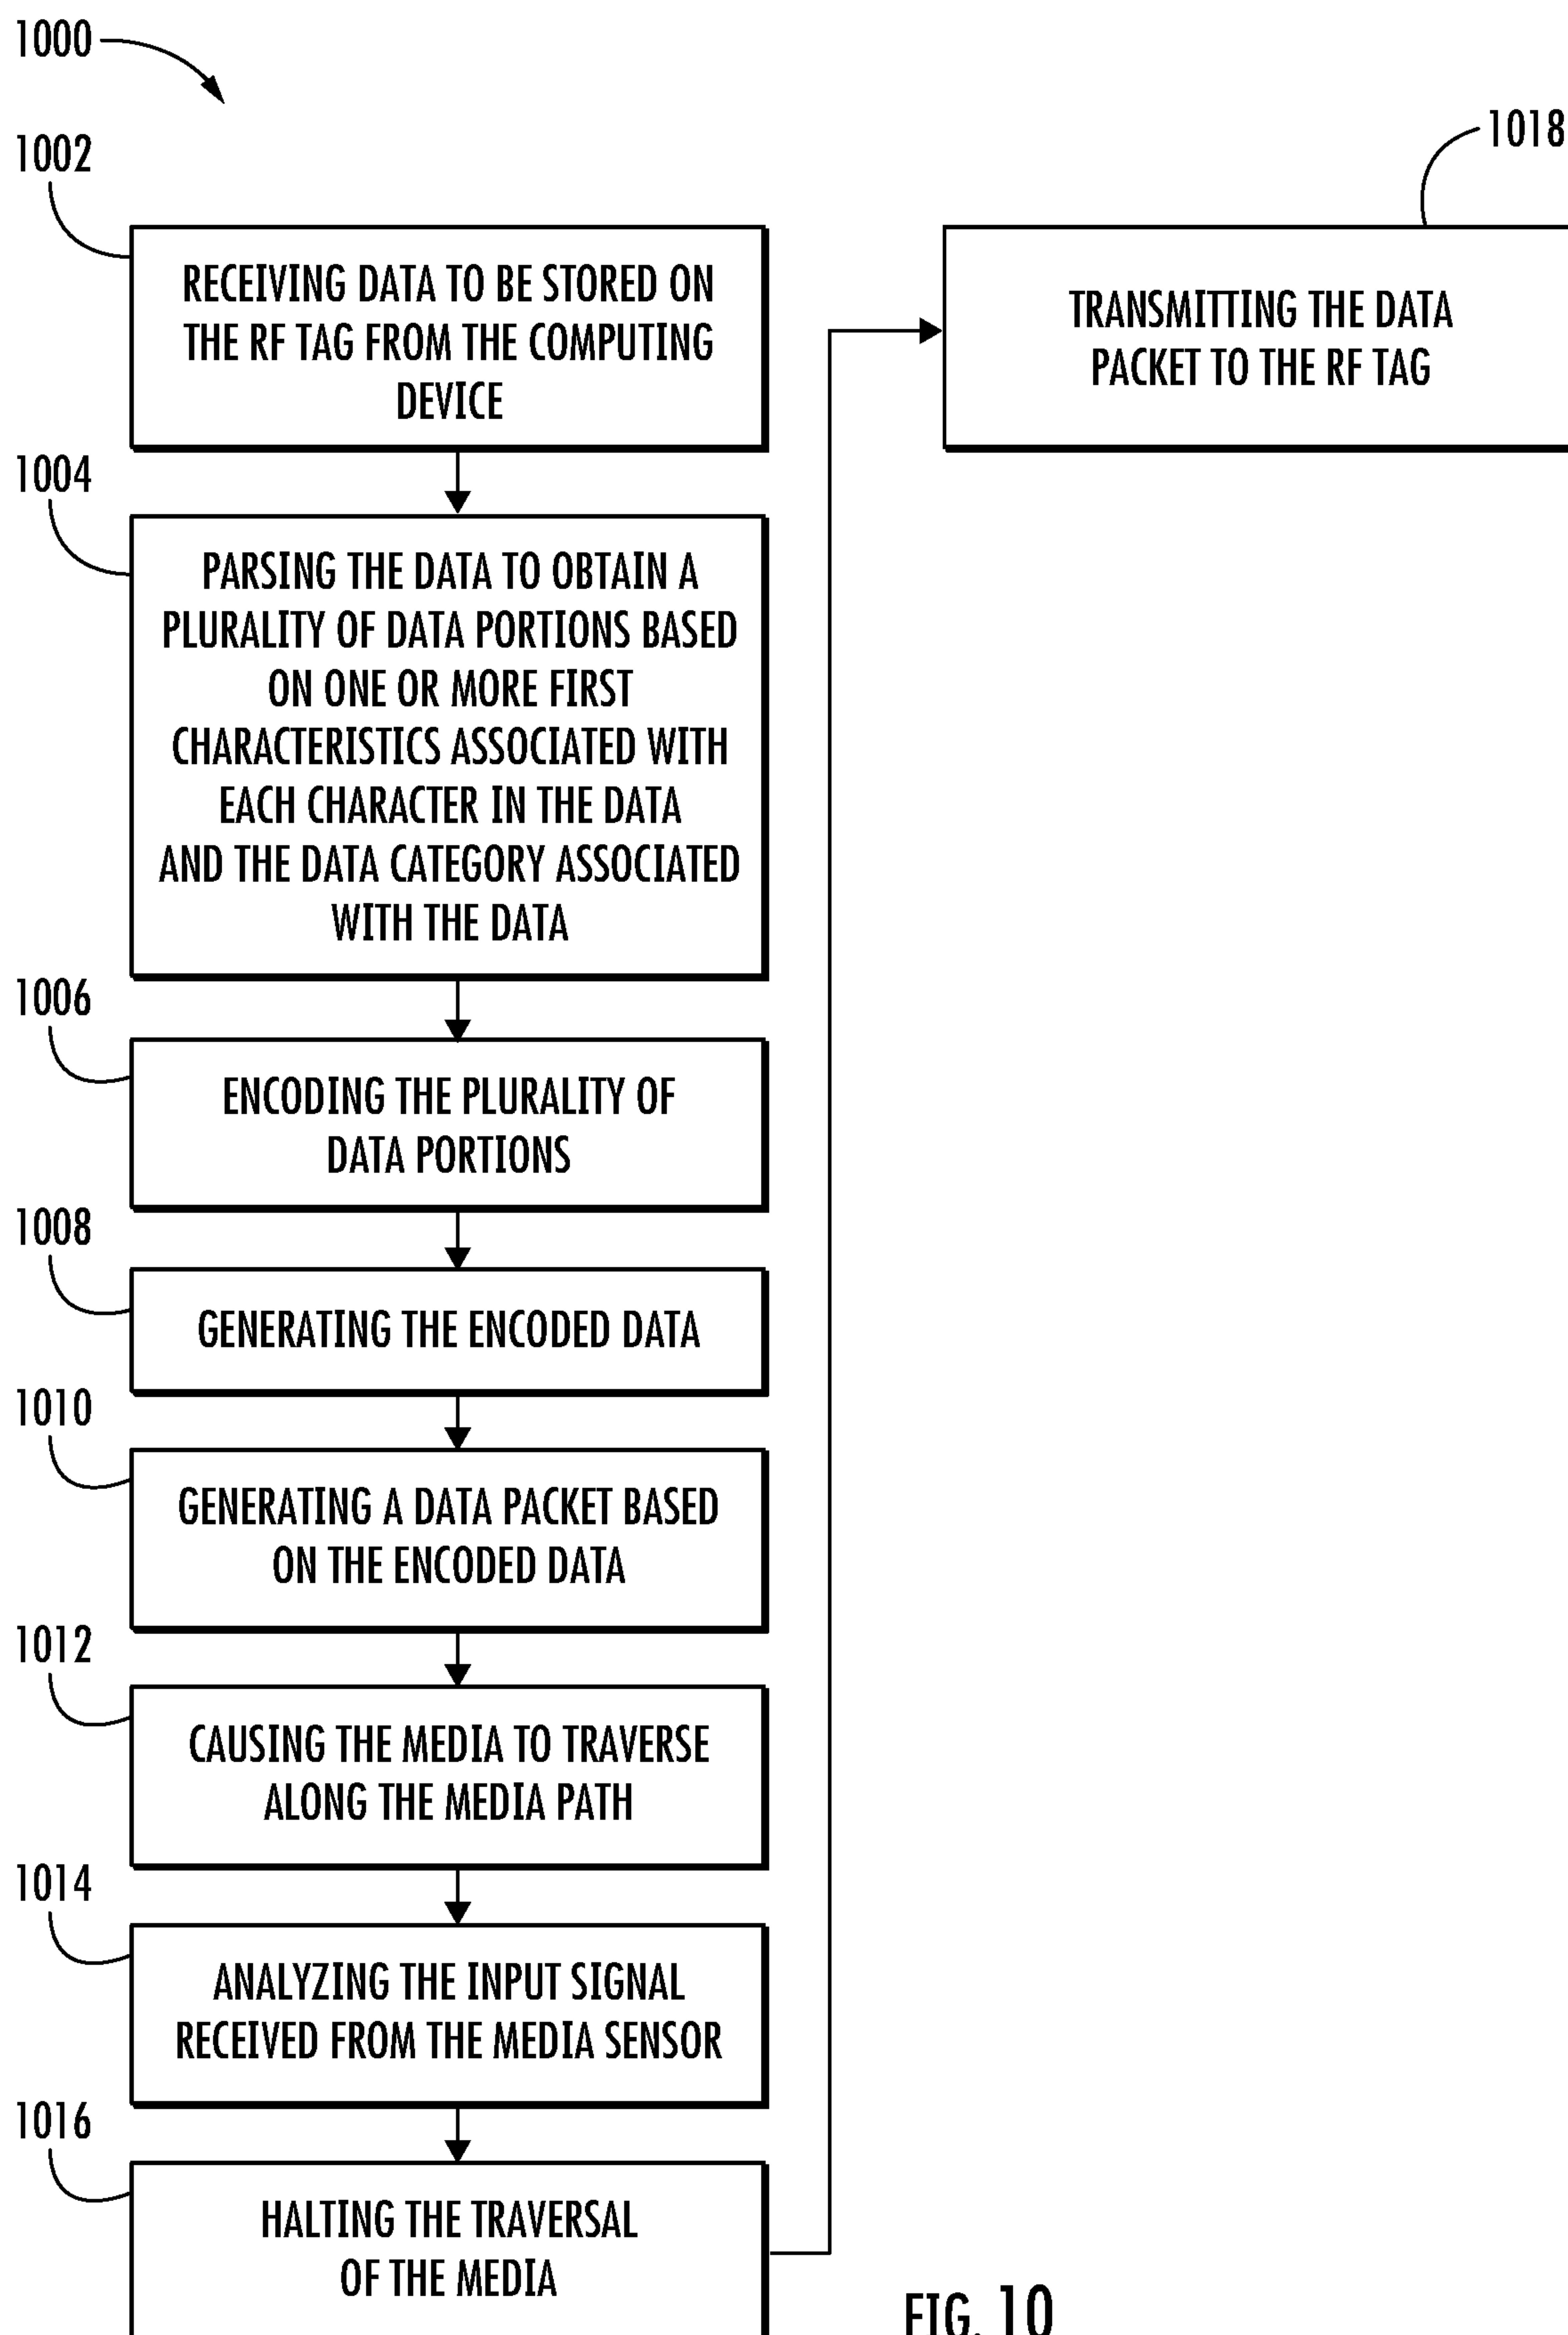 1000
1002
RECEIVING DATA TO BE STORED ON
THE RF TAG FROM THE COMPUTING
DEVICE
1004
PARSING THE DATA TO OBTAIN A
PLURALITY OF DATA PORTIONS BASED
ON ONE OR MORE FIRST
CHARACTERISTICS ASSOCIATED WITH
EACH CHARACTER IN THE DATA
AND THE DATA CATEGORY ASSOCIATED
WITH THE DATA
1006
ENCODING THE PLURALITY OF
DATA PORTIONS
1008
GENERATING THE ENCODED DATA
1010
GENERATING A DATA PACKET BASED
ON THE ENCODED DATA
1012
CAUSING THE MEDIA TO TRAVERSE
ALONG THE MEDIA PATH
1014
ANALYZING THE INPUT SIGNAL
RECEIVED FROM THE MEDIA SENSOR
1016
HALTING THE TRAVERSAL
OF THE MEDIA
1018
TRANSMITTING THE DATA
PACKET TO THE RF TAG
FIG. 10